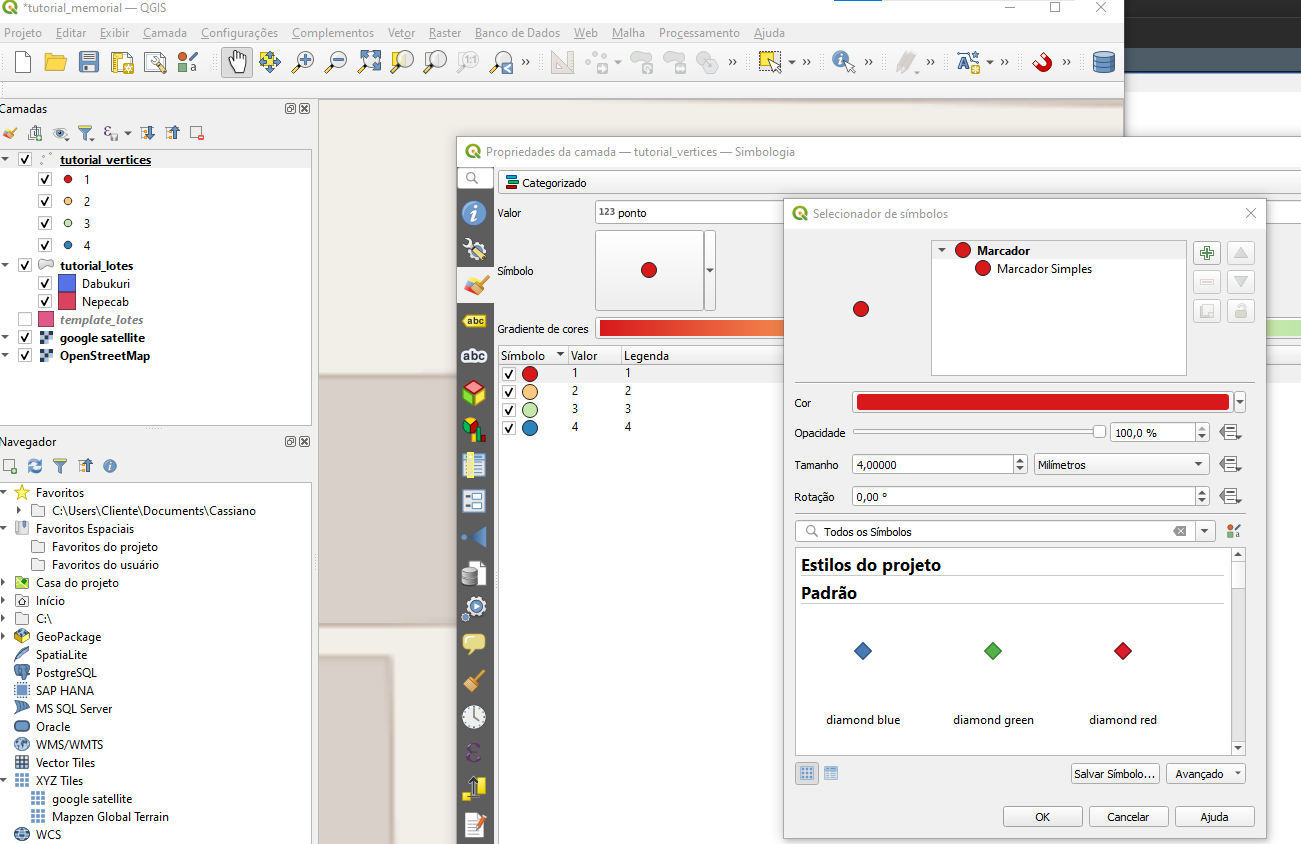 *tutorial_memorial — QGIS
Projeto Editar Exibir Camada Configurações Complementos Vetor Raster Banco de Dados Web Malha Processamento Ajuda
Camadas
tutorial_vertices
1
2
3
4
tutorial_lotes
Dabukuri
Nepecab
template_lotes
google satellite
OpenStreetMap
Navegador
Favoritos
C:\Users\Cliente\Documents\Cassiano
Favoritos Espaciais
Favoritos do projeto
Favoritos do usuário
Casa do projeto
Início
C:\
GeoPackage
SpatiaLite
PostgreSQL
SAP HANA
MS SQL Server
Oracle
WMS/WMTS
Vector Tiles
XYZ Tiles
google satellite
Mapzen Global Terrain
WCS
Propriedades da camada — tutorial_vertices — Simbologia
Categorizado
Valor
123 ponto
Símbolo
Gradiente de cores
Símbolo Valor Legenda
1 1
2 2
3 3
4 4
abc
abc
Selecionador de símbolos
Marcador
Marcador Simples
Cor
Opacidade 100,0 %
Tamanho 4,00000 Milímetros
Rotação 0,00 °
Todos os Símbolos
Estilos do projeto
Padrão
diamond blue diamond green diamond red
Salvar Símbolo... Avançado
OK Cancelar Ajuda